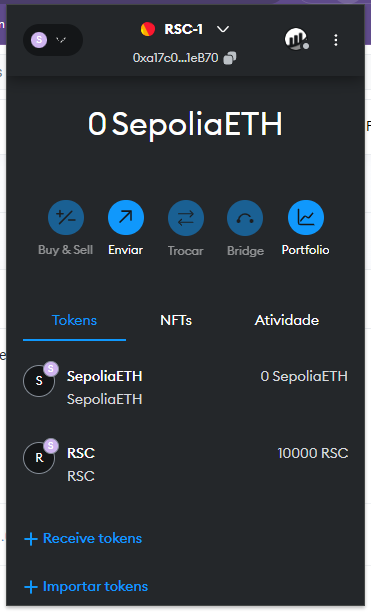 S
RSC-1
0xa17c0...1eB70
0 SepoliaETH
Buy & Sell
Enviar
Trocar
Bridge
Portfolio
Tokens
NFTs
Atividade
S
S
SepoliaETH
0 SepoliaETH
SepoliaETH
S
R
RSC
10000 RSC
RSC
+ Receive tokens
+ Importar tokens